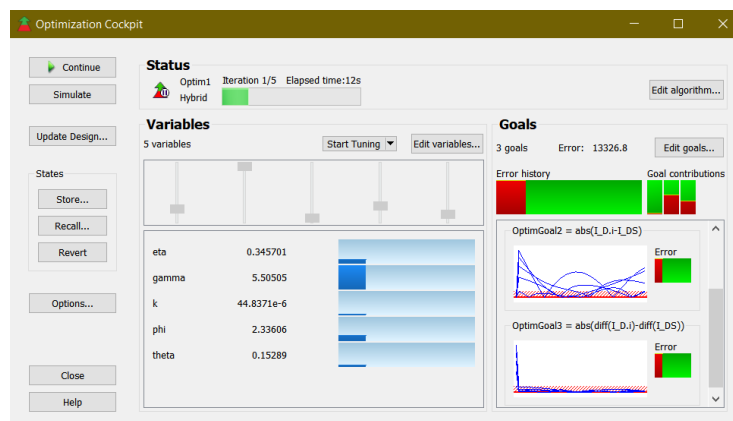 Optimization Cockpit
Continue
Simulate
Update Design...
States
Store...
Recall...
Revert
Options...
Close
Help
Status
Optim1 Iteration 1/5 Elapsed time:12s
Hybrid
Edit algorithm...
Variables
5 variables Start Tuning Edit variables...
eta 0.345701
gamma 5.50505
k 44.8371e-6
phi 2.33606
theta 0.15289
Goals
3 goals Error: 13326.8 Edit goals...
Error history Goal contributions
OptimGoal2 = abs(I_D.i-I_DS)
Error
OptimGoal3 = abs(diff(I_D.i)-diff(I_DS))
Error